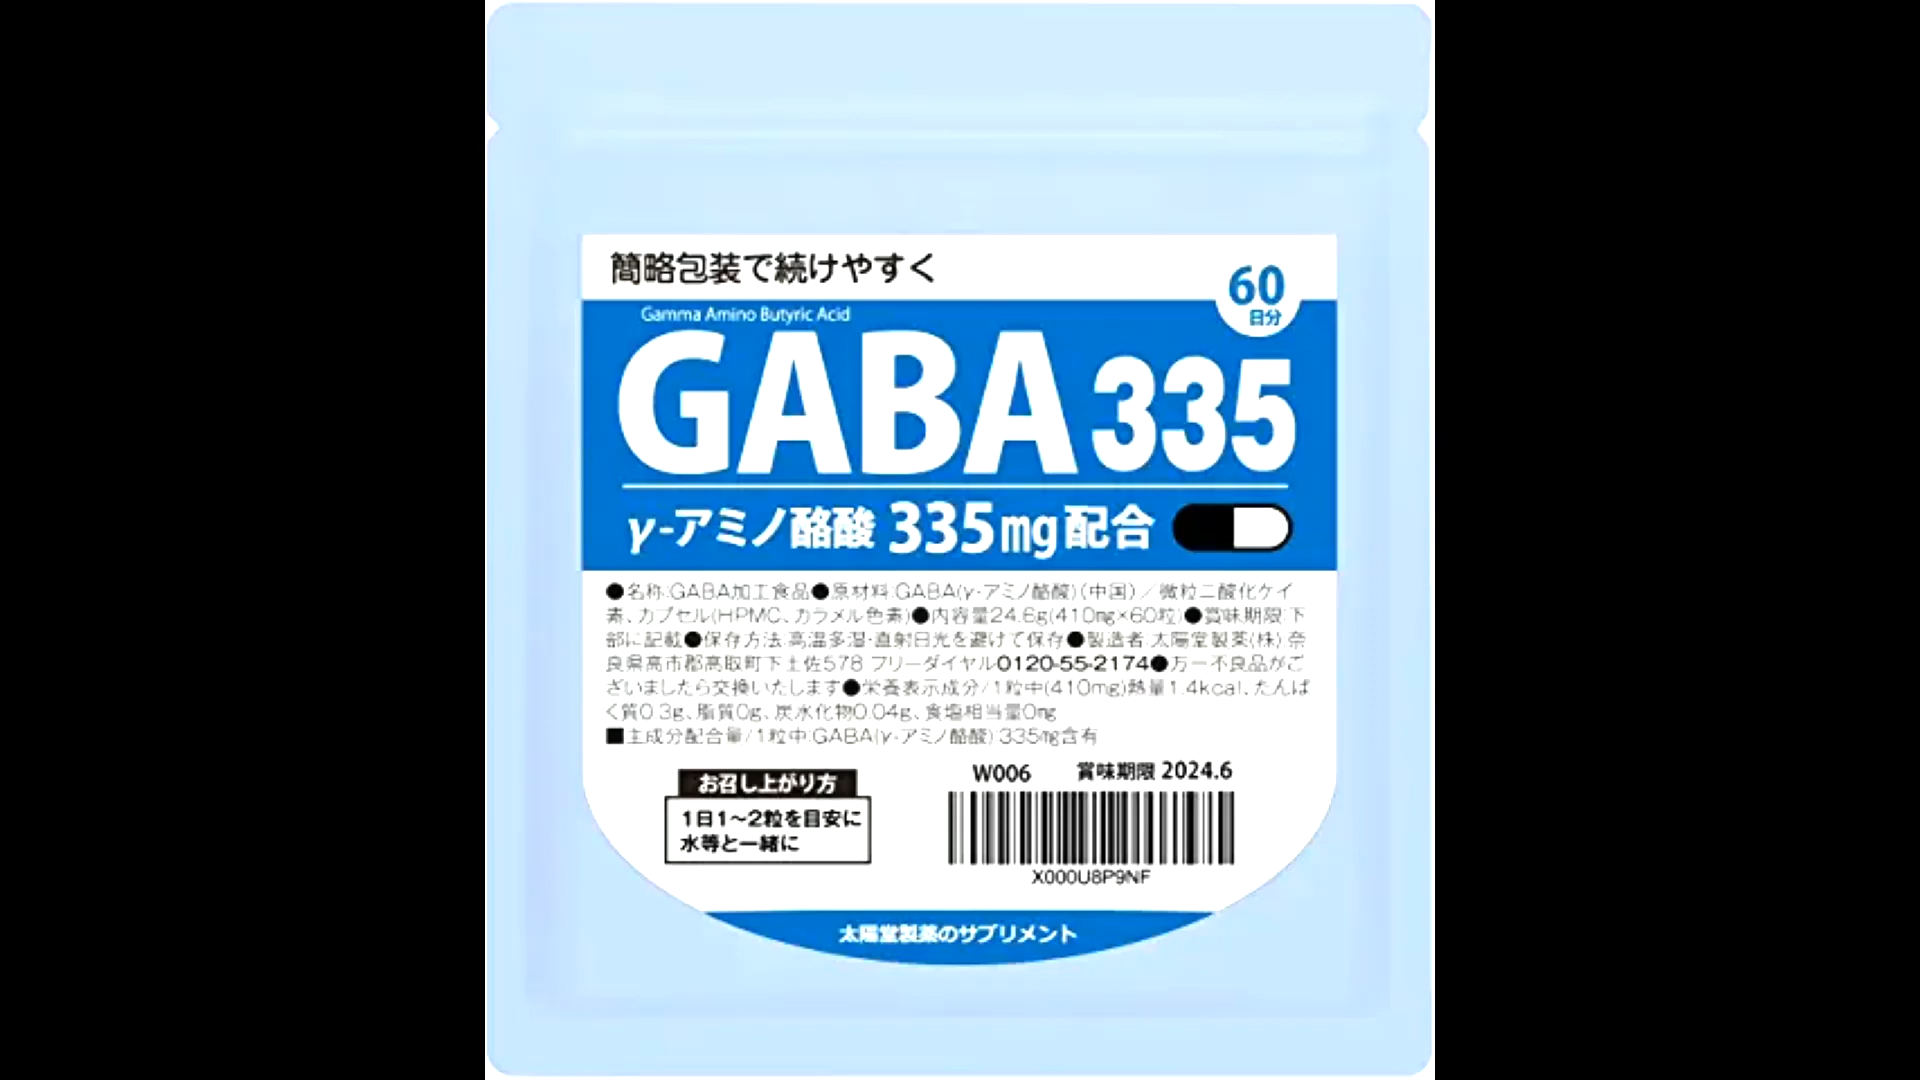 簡略包装で続けやすく
60
日分
Gamma Amino Butyric Acid
GABA 335
γ-アミノ酪酸 335mg配合
●名称:GABA加工食品●原材料:GABA(γ-アミノ酪酸)(中国)／微粒二酸化ケイ
素、カプセル(HPMC、カラメル色素)●内容量24.6g(410mg×60粒)●賞味期限:下
部に記載●保存方法:高温多湿・直射日光を避けて保存●製造者:太陽堂製薬(株) 奈
良県高市郡高取町下土佐578 フリーダイヤル0120-55-2174●万一不良品がご
ざいましたら交換いたします●栄養表示成分/1粒中(410mg)熱量1.4kcal、たんぱ
く質0.3g、脂質0g、炭水化物0.04g、食塩相当量0mg
■主成分配合量/1粒中:GABA(γ-アミノ酪酸) 335mg含有
お召し上がり方
1日1〜2粒を目安に
水等と一緒に
W006 賞味期限 2024.6
X000U8P9NF
太陽堂製薬のサプリメント